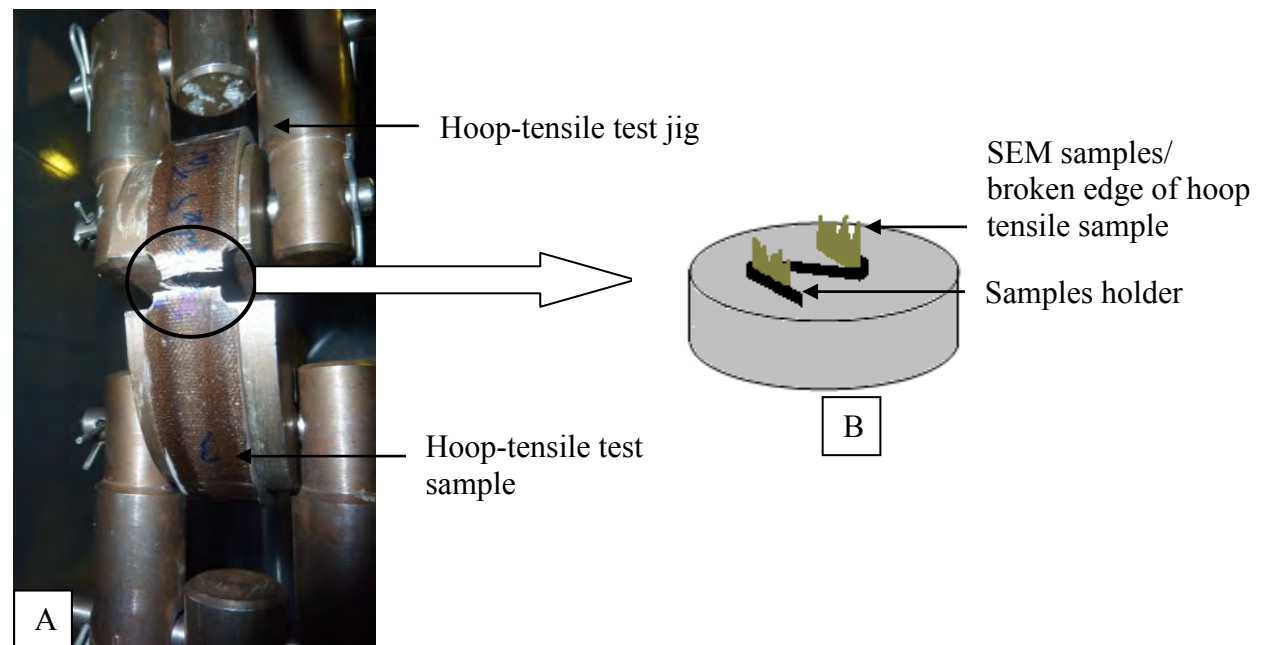 Hoop-tensile test jig
SEM samples/
broken edge of hoop
tensile sample
Samples holder
B
Hoop-tensile test
sample
A